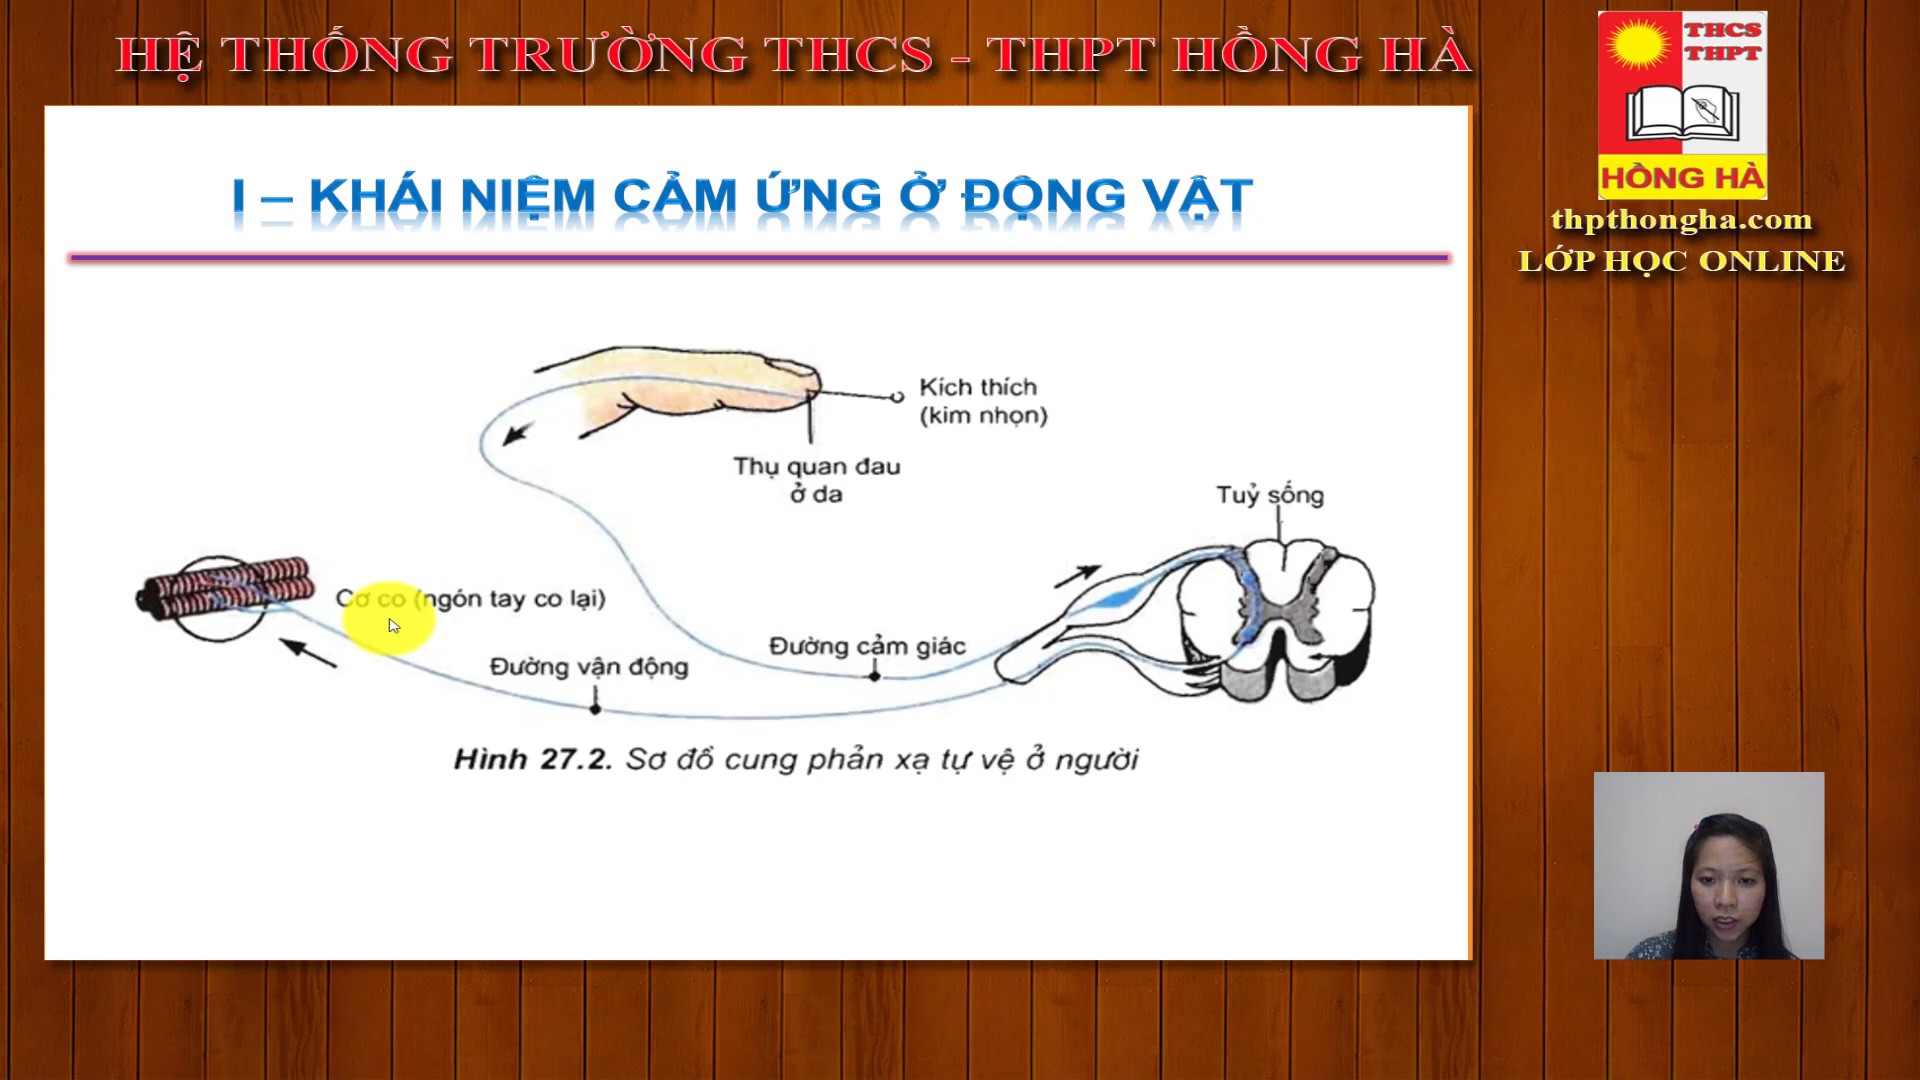 HỆ THỐNG TRƯỜNG THCS - THPT HỒNG HÀ
THCS
THPT
HỒNG HÀ
thpthongha.com
LỚP HỌC ONLINE
I – KHÁI NIỆM CẢM ỨNG Ở ĐỘNG VẬT
Kích thích
(kim nhọn)
Thụ quan đau
ở da
Tuỷ sống
Cơ co (ngón tay co lại)
Đường cảm giác
Đường vận động
Hình 27.2. Sơ đồ cung phản xạ tự vệ ở người